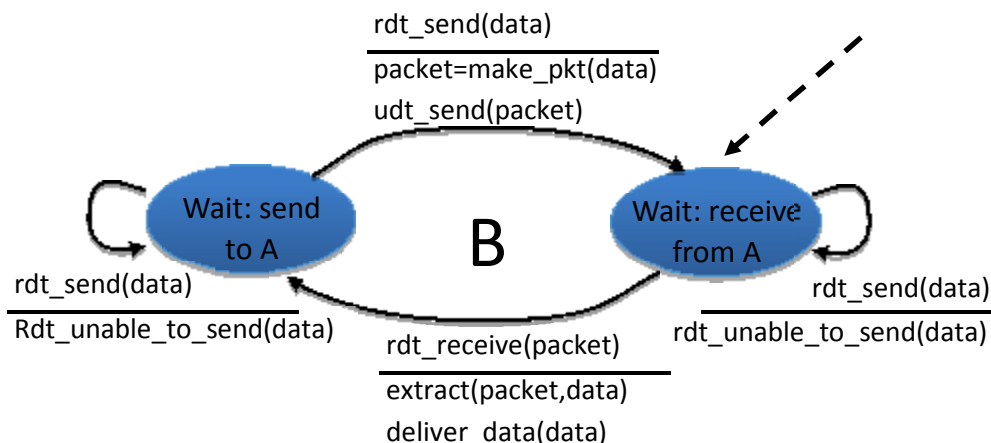 rdt_send(data)
packet=make_pkt(data)
udt_send(packet)
Wait: send
to A
B
Wait: receive
from A
rdt_send(data)
Rdt_unable_to_send(data)
rdt_receive(packet)
extract(packet,data)
deliver_data(data)
rdt_send(data)
rdt_unable_to_send(data)